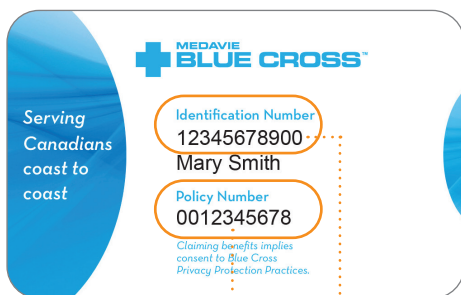 MEDAVIE
BLUE CROSS™
Serving
Canadians
coast to
coast
Identification Number
12345678900
Mary Smith
Policy Number
0012345678
Claiming benefits implies
consent to Blue Cross
Privacy Protection Practices.